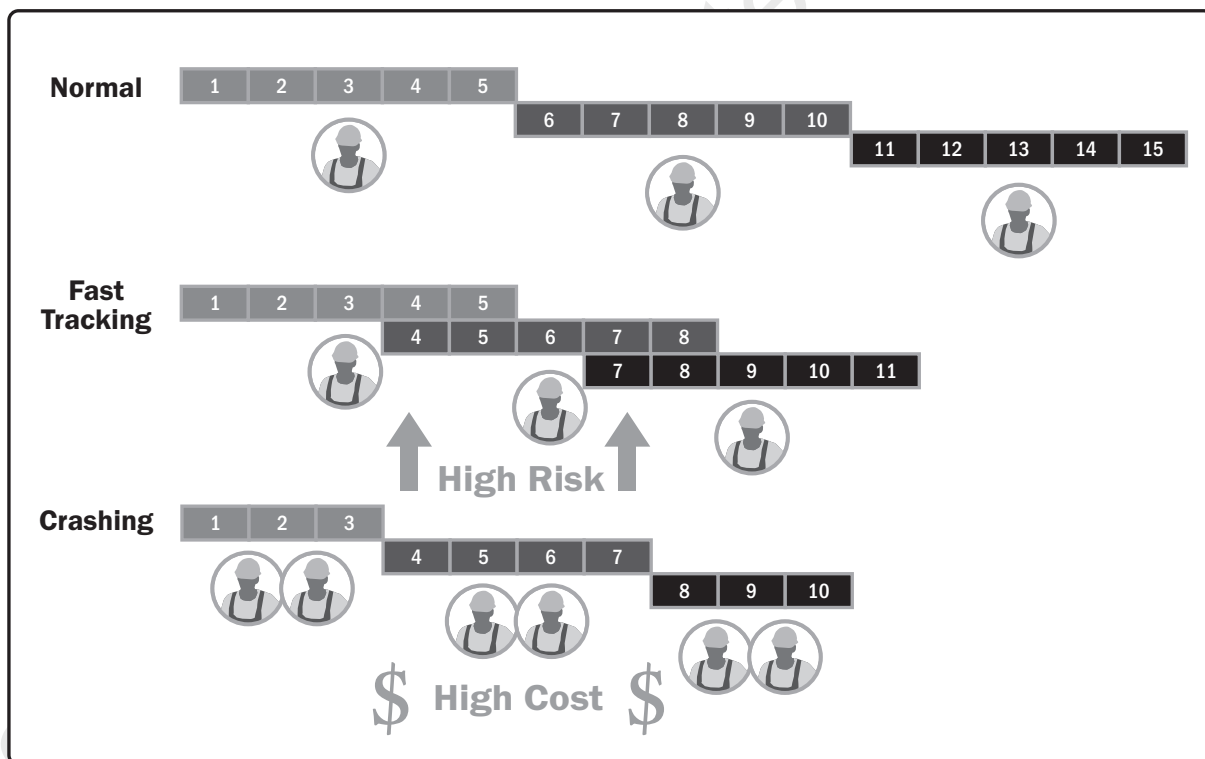 Normal
1 2 3 4 5
6 7 8 9 10
11 12 13 14 15
Fast
Tracking
1 2 3 4 5
4 5 6 7 8
7 8 9 10 11
High Risk
Crashing
1 2 3
4 5 6 7
8 9 10
$ High Cost $